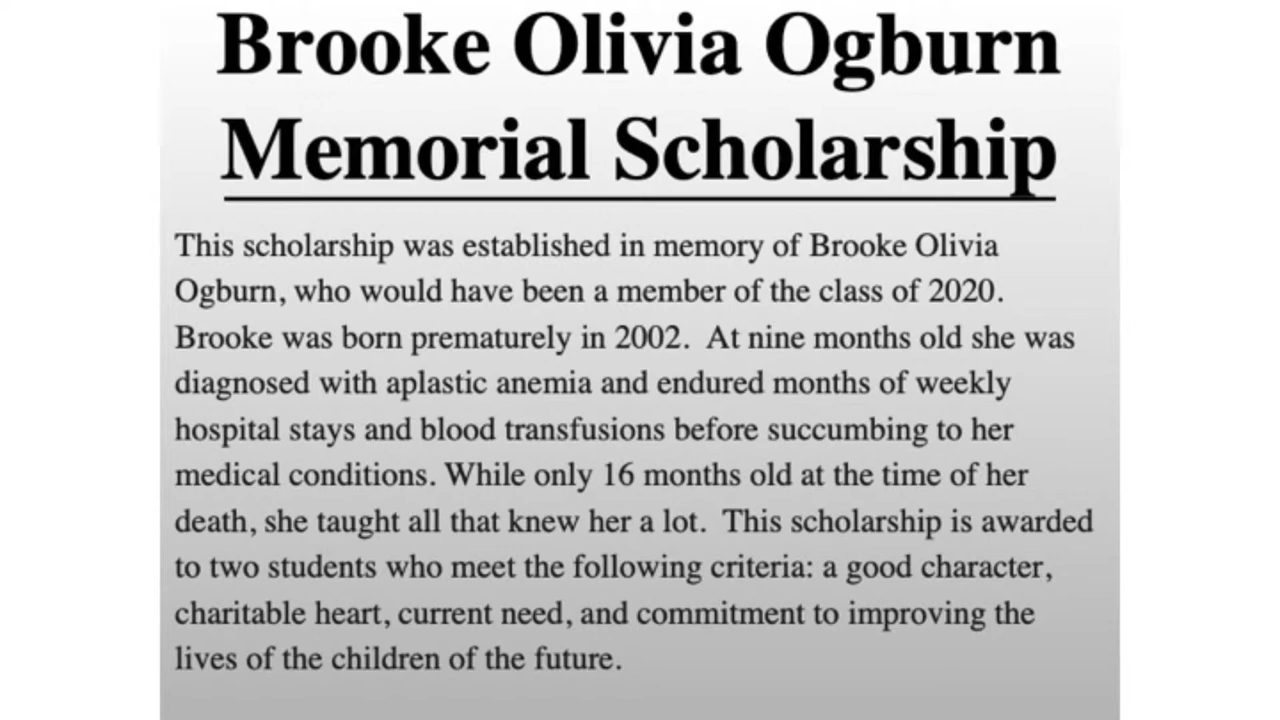 Brooke Olivia Ogburn
Memorial Scholarship
This scholarship was established in memory of Brooke Olivia
Ogburn, who would have been a member of the class of 2020.
Brooke was born prematurely in 2002.  At nine months old she was
diagnosed with aplastic anemia and endured months of weekly
hospital stays and blood transfusions before succumbing to her
medical conditions. While only 16 months old at the time of her
death, she taught all that knew her a lot.  This scholarship is awarded
to two students who meet the following criteria: a good character,
charitable heart, current need, and commitment to improving the
lives of the children of the future.